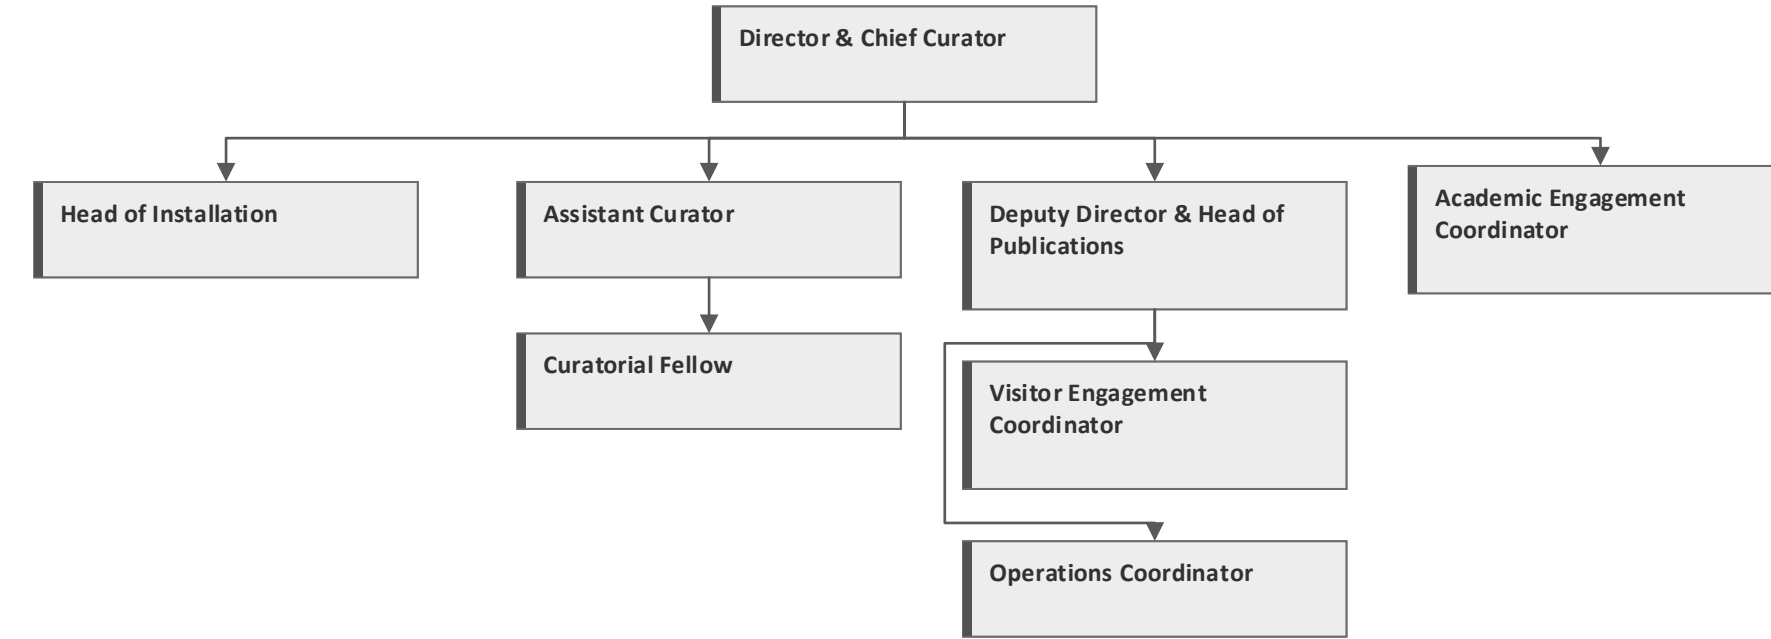 Director & Chief Curator
Head of Installation
Assistant Curator
Deputy Director & Head of
Publications
Academic Engagement
Coordinator
Curatorial Fellow
Visitor Engagement
Coordinator
Operations Coordinator